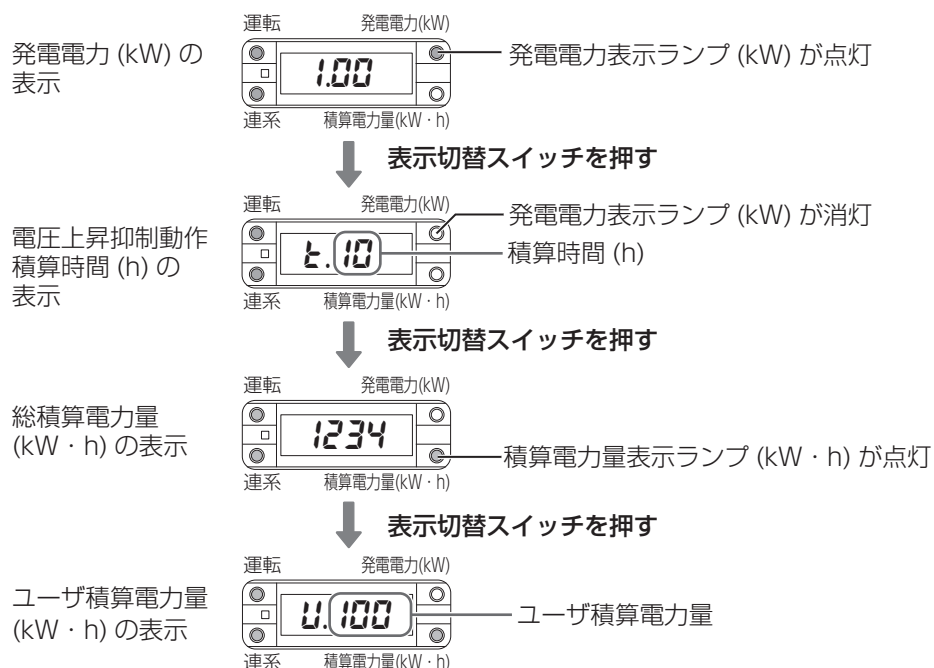 運転 発電電力(kW)
発電電力 (kW) の
表示
1.00
発電電力表示ランプ (kW) が点灯
連系 積算電力量(kW・h)
表示切替スイッチを押す
運転 発電電力(kW)
発電電力表示ランプ (kW) が消灯
電圧上昇抑制動作
積算時間 (h) の
表示
t.10
積算時間 (h)
連系 積算電力量(kW・h)
表示切替スイッチを押す
運転 発電電力(kW)
総積算電力量
(kW・h) の表示
1234
積算電力量表示ランプ (kW・h) が点灯
連系 積算電力量(kW・h)
表示切替スイッチを押す
運転 発電電力(kW)
ユーザ積算電力量
(kW・h) の表示
U.100
ユーザ積算電力量
連系 積算電力量(kW・h)